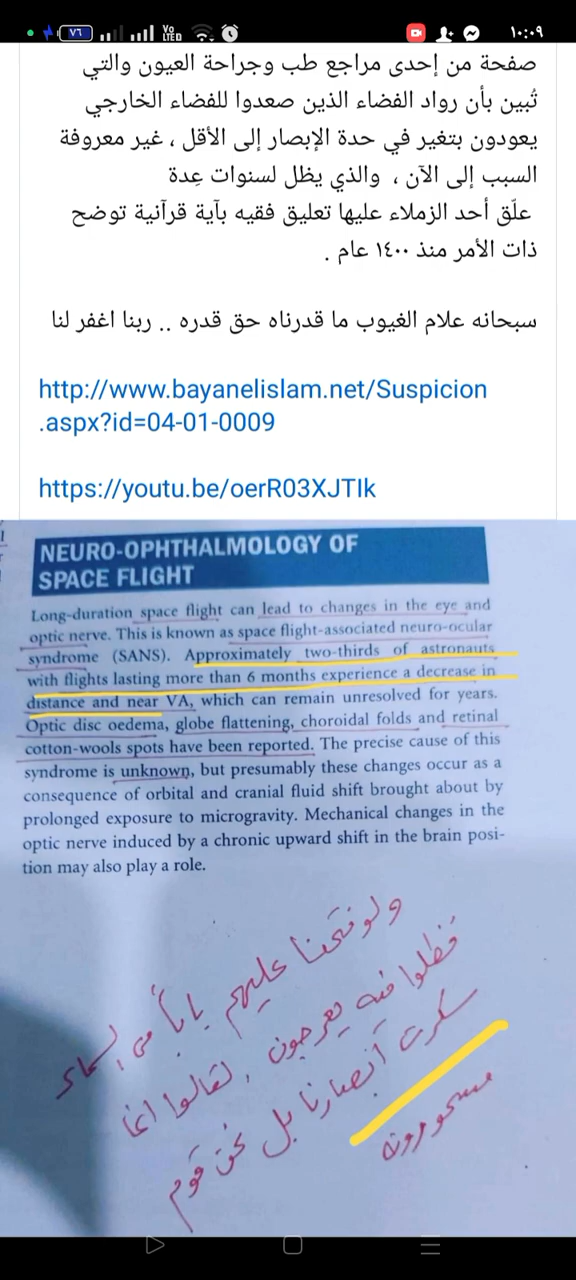 ٧٦ Vo LTED ١٠:٠٩
صفحة من إحدى مراجع طب وجراحة العيون والتي
تُبين بأن رواد الفضاء الذين صعدوا للفضاء الخارجي
يعودون بتغير في حدة الإبصار إلى الأقل ، غير معروفة
السبب إلى الآن ، والذي يظل لسنوات عِدة
علّق أحد الزملاء عليها تعليق فقيه بآية قرآنية توضح
ذات الأمر منذ ١٤٠٠ عام .
سبحانه علام الغيوب ما قدرناه حق قدره .. ربنا اغفر لنا
http://www.bayanelislam.net/Suspicion
.aspx?id=04-01-0009
https://youtu.be/oerR03XJTIk
NEURO-OPHTHALMOLOGY OF
SPACE FLIGHT
Long-duration space flight can lead to changes in the eye and
optic nerve. This is known as space flight-associated neuro-ocular
syndrome (SANS). Approximately two-thirds of astronauts
with flights lasting more than 6 months experience a decrease in
distance and near VA, which can remain unresolved for years.
Optic disc oedema, globe flattening, choroidal folds and retinal
cotton-wools spots have been reported. The precise cause of this
syndrome is unknown, but presumably these changes occur as a
consequence of orbital and cranial fluid shift brought about by
prolonged exposure to microgravity. Mechanical changes in the
optic nerve induced by a chronic upward shift in the brain posi-
tion may also play a role.
ولو فتحنا عليهم باباً من السماء
فظلوا فيه يعرجون ، لقالوا إنما
سكرت أبصارنا بل نحن قوم
مسحورون